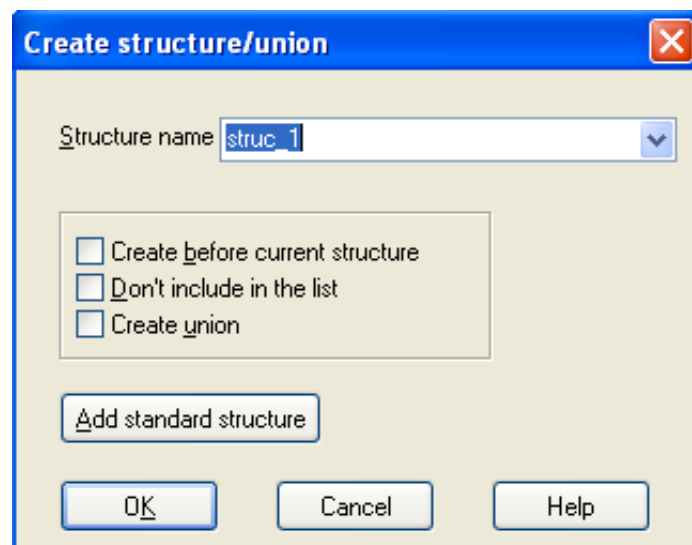 Create structure/union
Structure name struc_1
Create before current structure
Don't include in the list
Create union
Add standard structure
OK Cancel Help